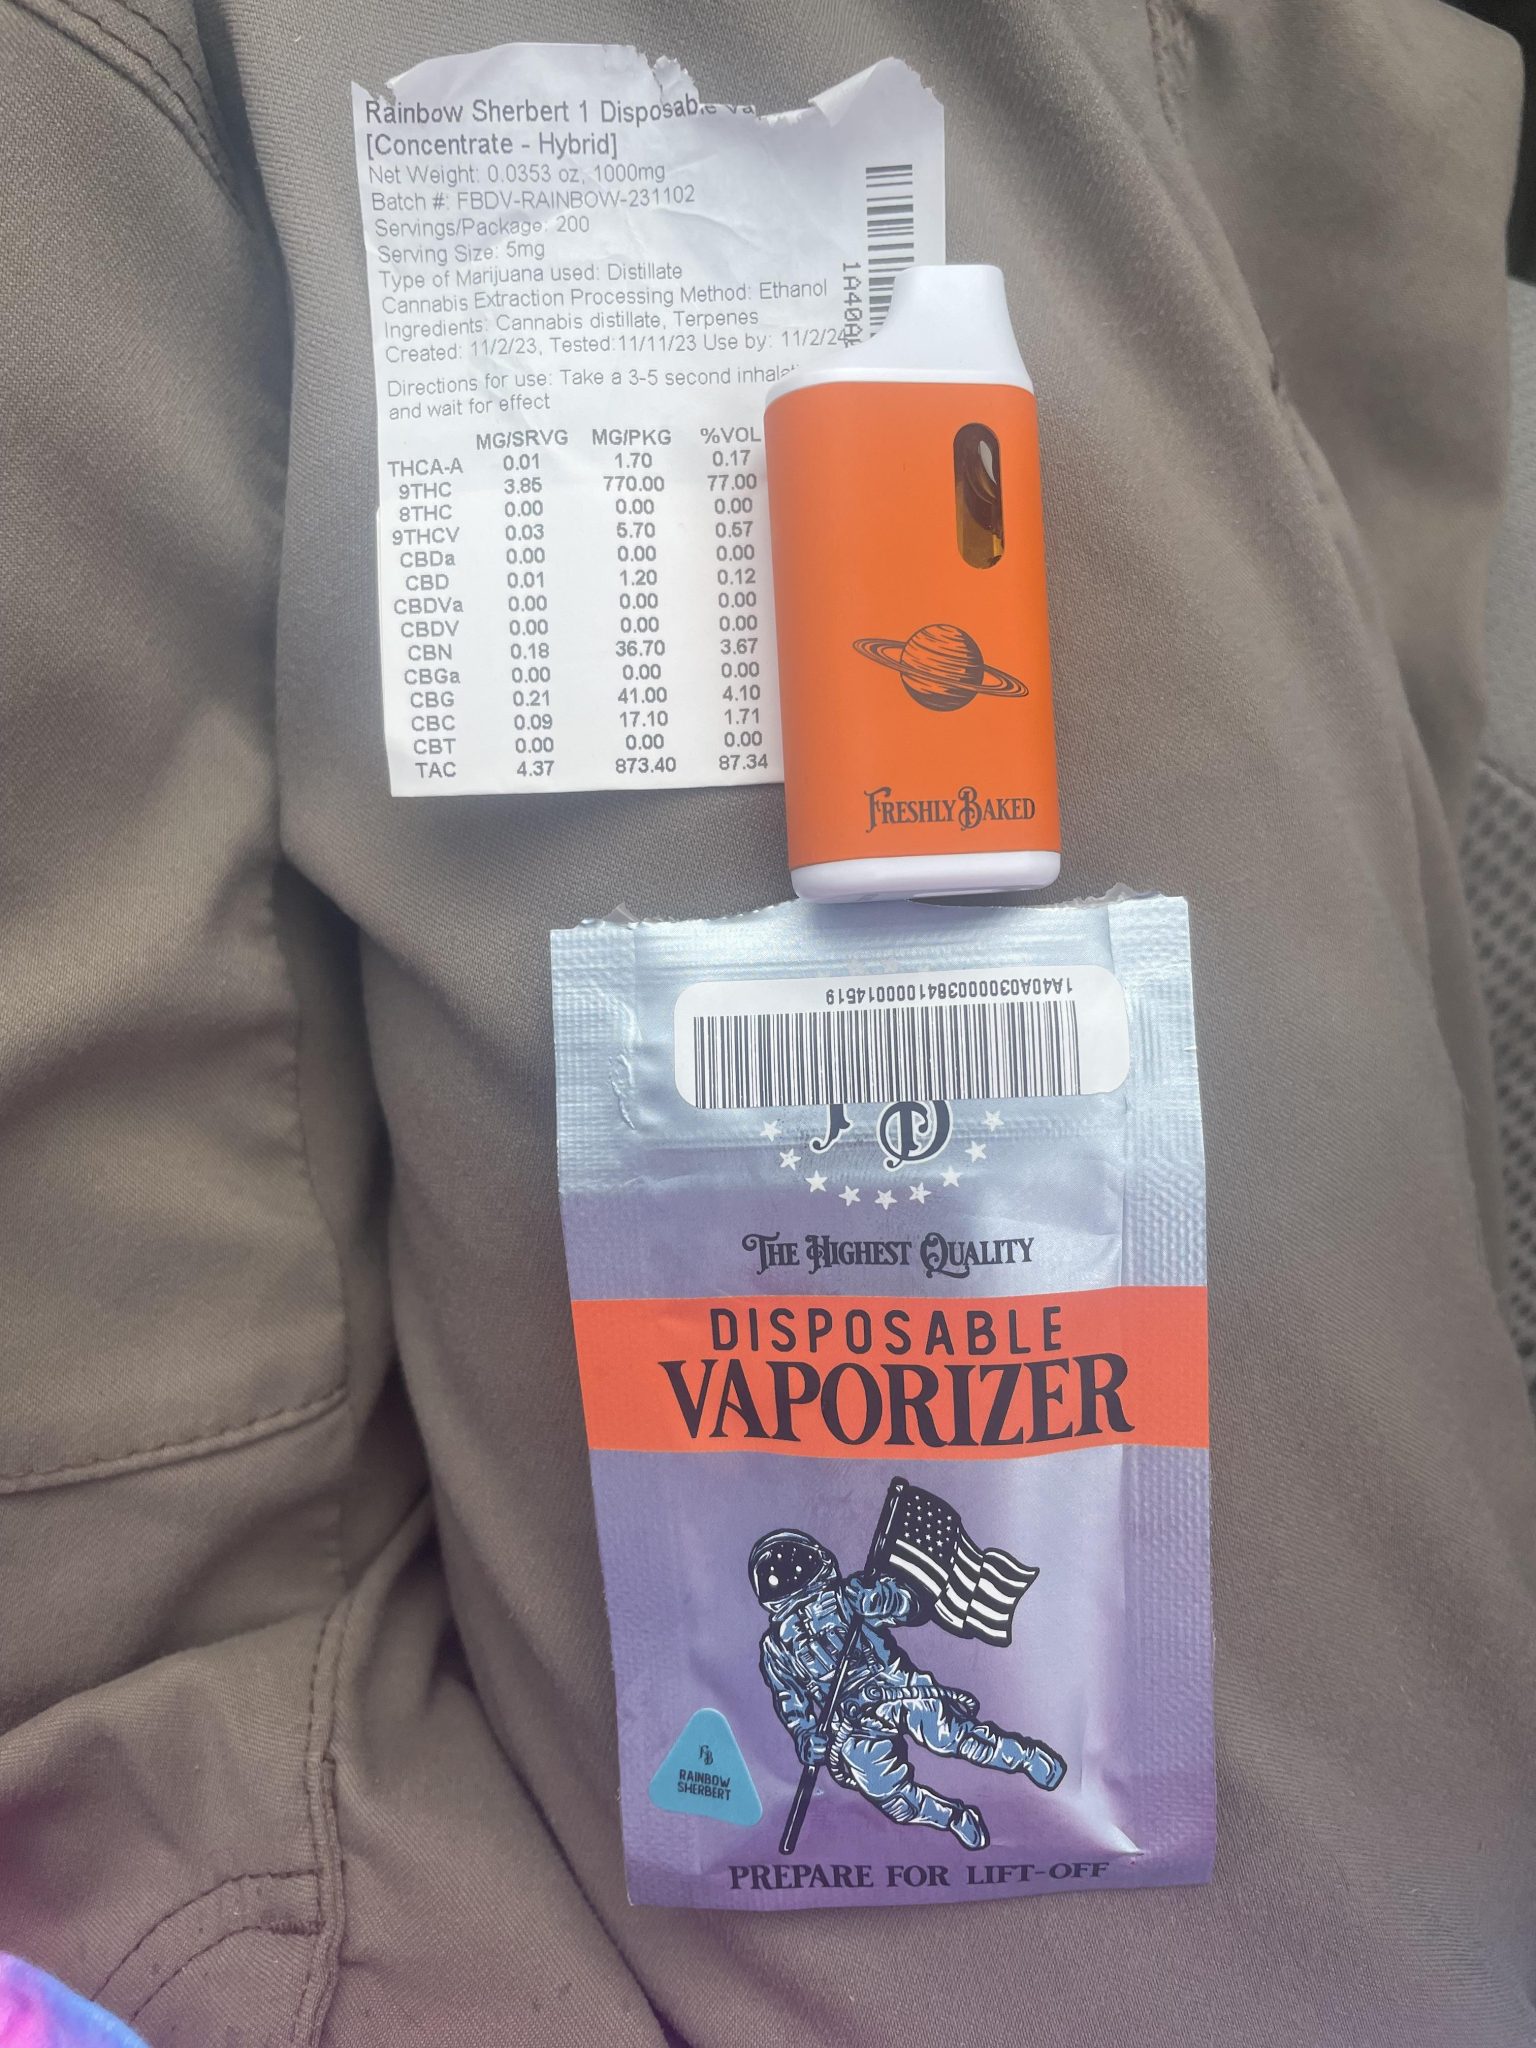 Rainbow Sherbert 1 Disposable
[Concentrate - Hybrid]
Net Weight: 0.0353 oz, 1000mg
Batch #: FBDV-RAINBOW-231102
Servings/Package: 200
Serving Size: 5mg
Type of Marijuana used: Distillate
Cannabis Extraction Processing Method: Ethanol
Ingredients: Cannabis distillate, Terpenes
Created: 11/2/23, Tested:11/11/23 Use by: 11/2/24
Directions for use: Take a 3-5 second
and wait for effect
MG/SRVG MG/PKG %VOL
THCA-A 0.01 1.70 0.17
9THC 3.85 770.00 77.00
8THC 0.00 0.00 0.00
9THCV 0.03 5.70 0.57
CBDa 0.00 0.00 0.00
CBD 0.01 1.20 0.12
CBDVa 0.00 0.00 0.00
CBDV 0.00 0.00 0.00
CBN 0.18 36.70 3.67
CBGa 0.00 0.00 0.00
CBG 0.21 41.00 4.10
CBC 0.09 17.10 1.71
CBT 0.00 0.00 0.00
TAC 4.37 873.40 87.34
FRESHLY BAKED
1A40A0300000384100014519
THE HIGHEST QUALITY
DISPOSABLE
VAPORIZER
FB
RAINBOW
SHERBERT
PREPARE FOR LIFT-OFF